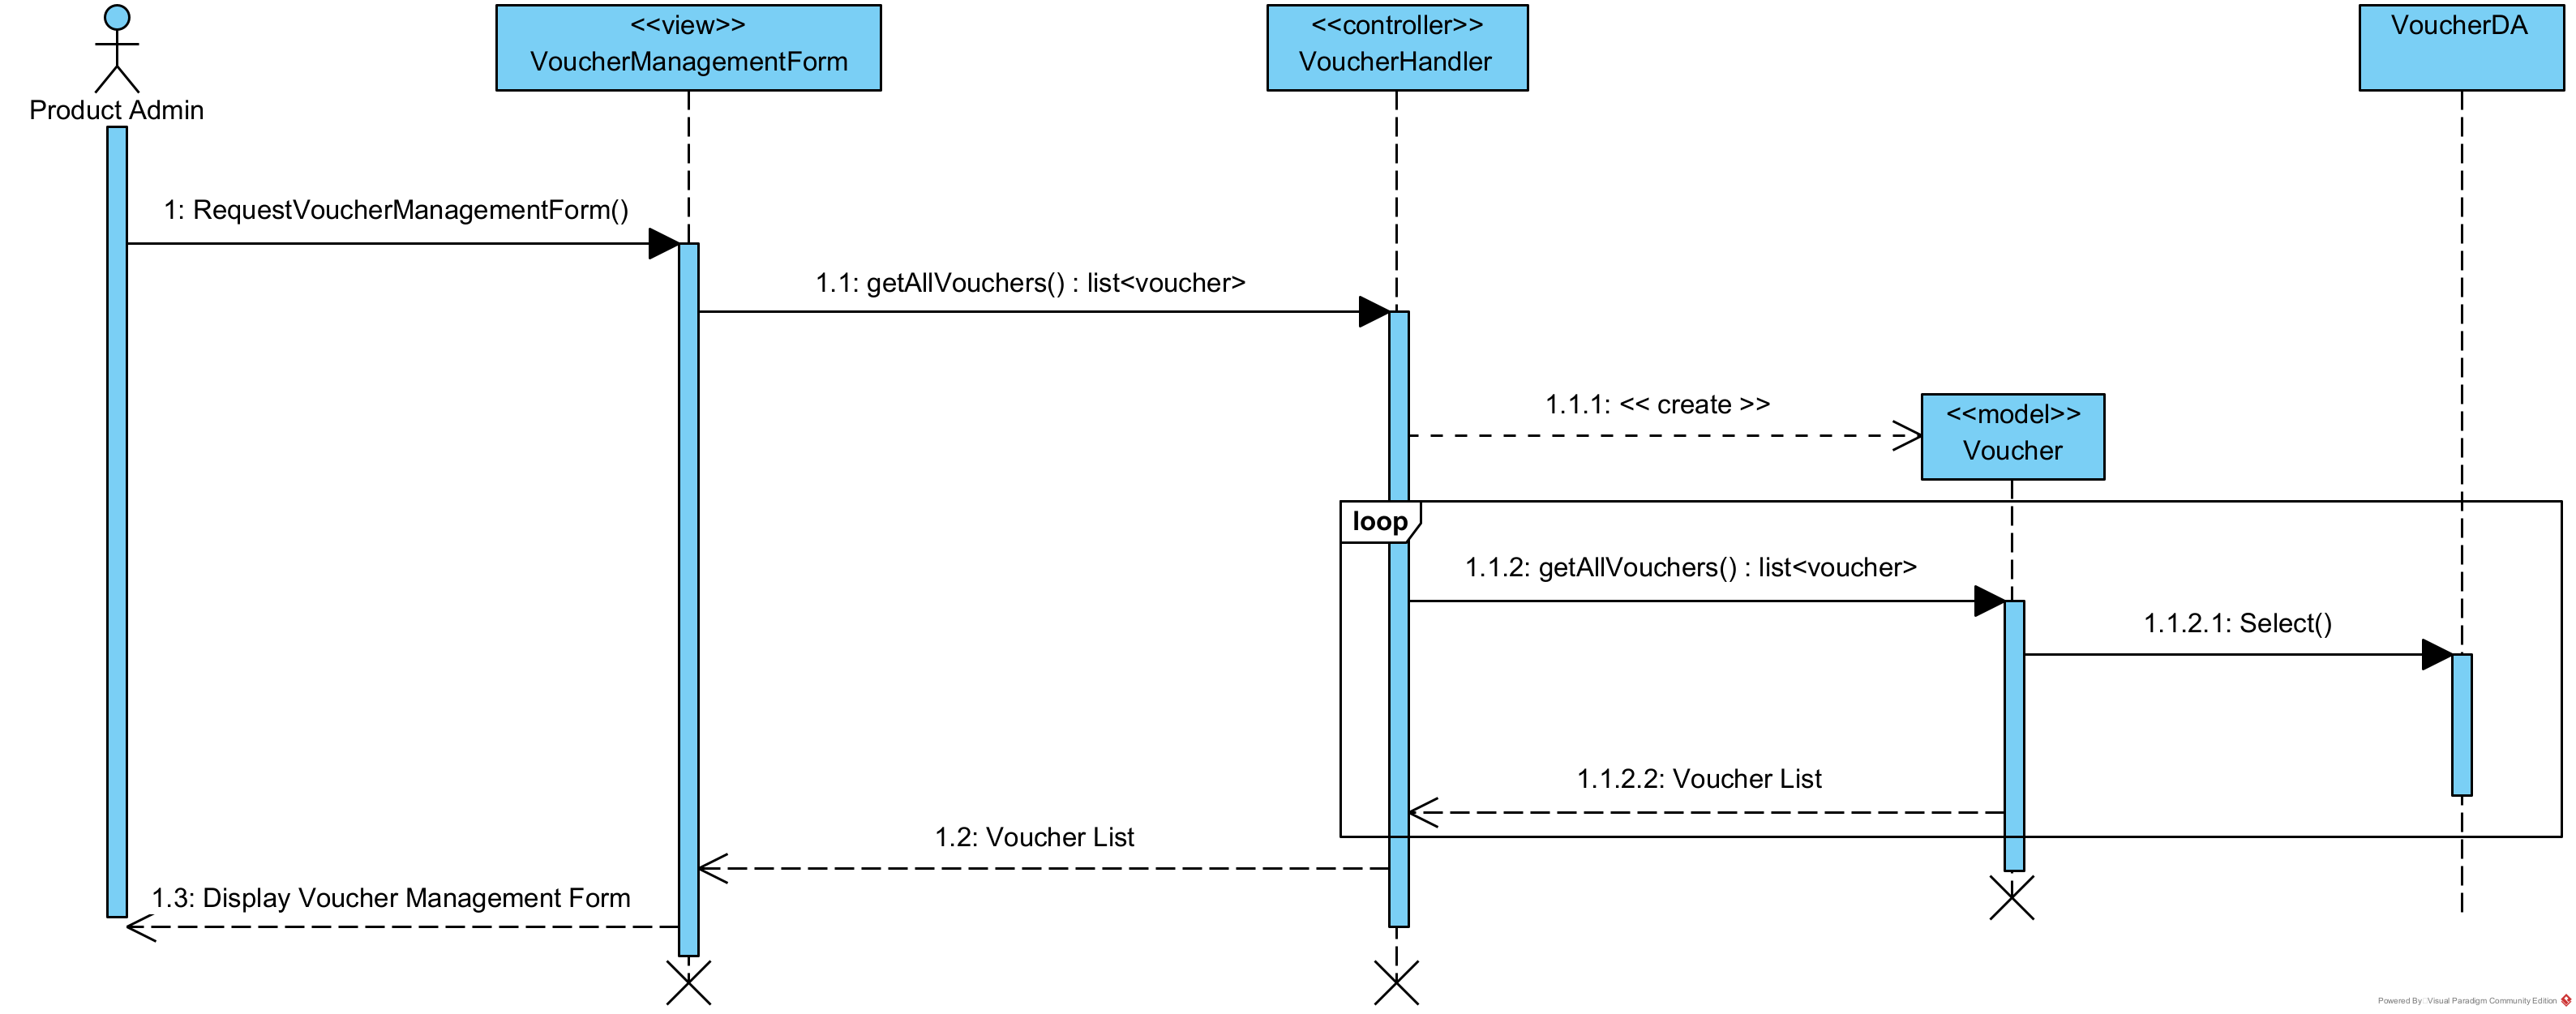 <<view>>
VoucherManagementForm
<<controller>>
VoucherHandler
VoucherDA
Product Admin
1: RequestVoucherManagementForm()
1.1: getAllVouchers() : list<voucher>
1.1.1: << create >>
<<model>>
Voucher
loop
1.1.2: getAllVouchers() : list<voucher>
1.1.2.1: Select()
1.1.2.2: Voucher List
1.2: Voucher List
1.3: Display Voucher Management Form
Powered By Visual Paradigm Community Edition